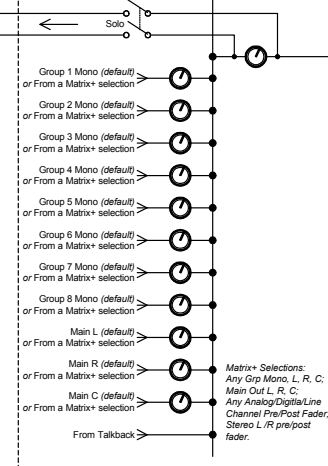 Solo
Group 1 Mono (default)
or From a Matrix+ selection
Group 2 Mono (default)
or From a Matrix+ selection
Group 3 Mono (default)
or From a Matrix+ selection
Group 4 Mono (default)
or From a Matrix+ selection
Group 5 Mono (default)
or From a Matrix+ selection
Group 6 Mono (default)
or From a Matrix+ selection
Group 7 Mono (default)
or From a Matrix+ selection
Group 8 Mono (default)
or From a Matrix+ selection
Main L (default)
or From a Matrix+ selection
Main R (default)
or From a Matrix+ selection
Main C (default)
or From a Matrix+ selection
From Talkback
Matrix+ Selections:
Any Grp Mono, L, R, C;
Main Out L, R, C;
Any Analog/Digitla/Line
Channel Pre/Post Fader,
Stereo L /R pre/post
fader.